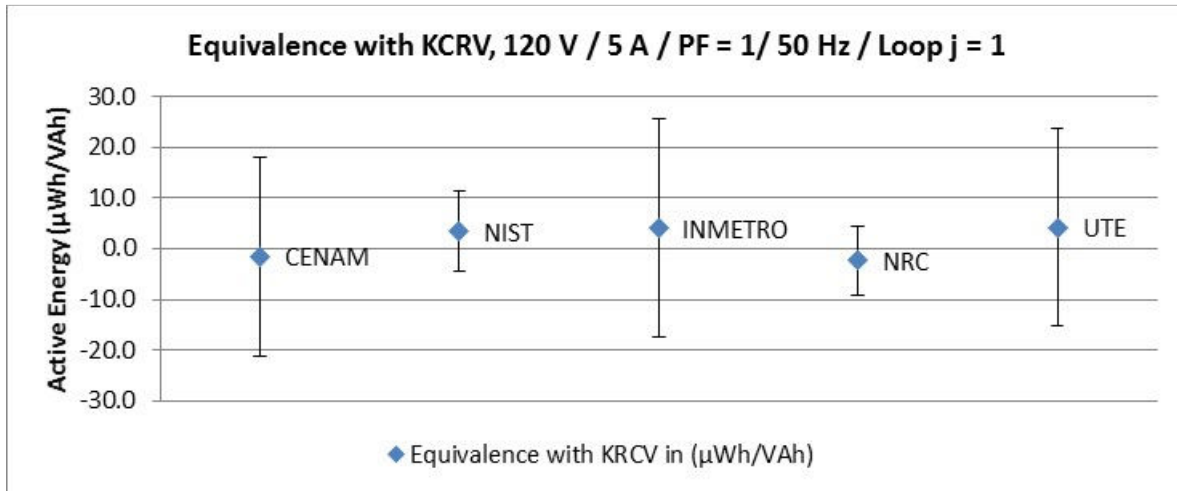 Equivalence with KCRV, 120 V / 5 A / PF = 1/ 50 Hz / Loop j = 1
Active Energy (µWh/VAh)
30.0
20.0
10.0
0.0
-10.0
-20.0
-30.0
CENAM
NIST
INMETRO
NRC
UTE
Equivalence with KRCV in (µWh/VAh)